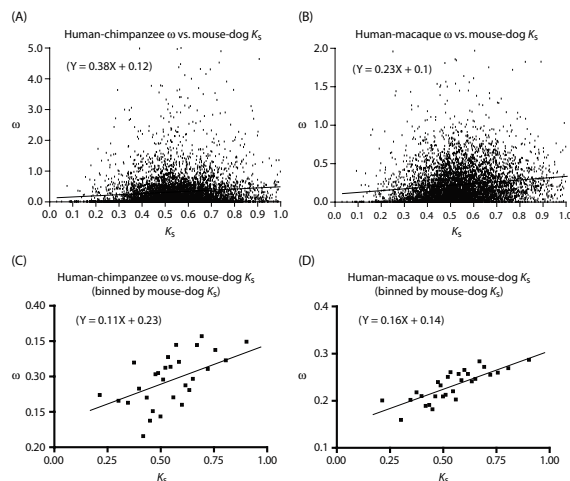 (A)
Human-chimpanzee ω vs. mouse-dog Ks
(Y = 0.38X + 0.12)
5.0
4.0
3.0
2.0
1.0
0.0
ω
0.0 0.1 0.2 0.3 0.4 0.5 0.6 0.7 0.8 0.9 1.0
Ks
(B)
Human-macaque ω vs. mouse-dog Ks
(Y = 0.23X + 0.1)
2.0
1.5
1.0
0.5
0.0
ω
0.0 0.1 0.2 0.3 0.4 0.5 0.6 0.7 0.8 0.9 1.0
Ks
(C)
Human-chimpanzee ω vs. mouse-dog Ks
(binned by mouse-dog Ks)
(Y = 0.11X + 0.23)
0.40
0.15
0.30
0.15
0.20
ω
0.00 0.25 0.50 0.75 1.00
Ks
(D)
Human-macaque ω vs. mouse-dog Ks
(binned by mouse-dog Ks)
(Y = 0.16X + 0.14)
0.4
0.3
0.2
0.1
ω
0.00 0.25 0.50 0.75 1.00
Ks